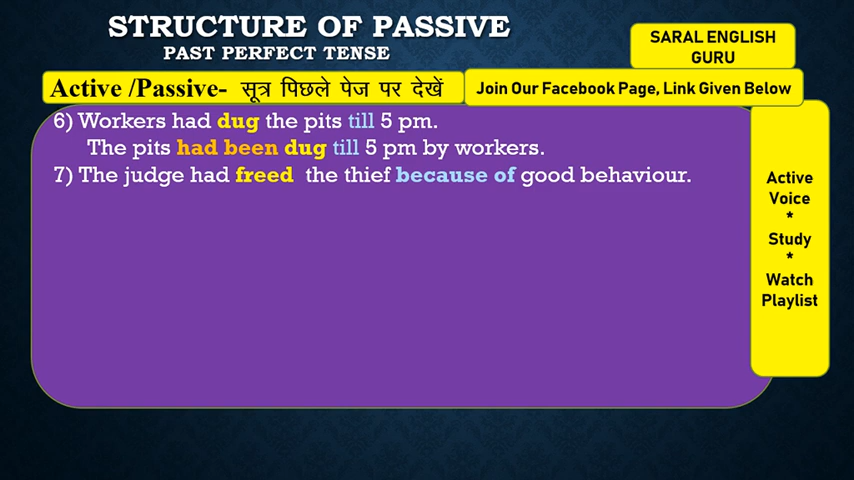 STRUCTURE OF PASSIVE
PAST PERFECT TENSE
SARAL ENGLISH
GURU
Active /Passive- सूत्र पिछले पेज पर देखें
Join Our Facebook Page, Link Given Below
6) Workers had dug the pits till 5 pm.
The pits had been dug till 5 pm by workers.
7) The judge had freed the thief because of good behaviour.
Active
Voice
*
Study
*
Watch
Playlist